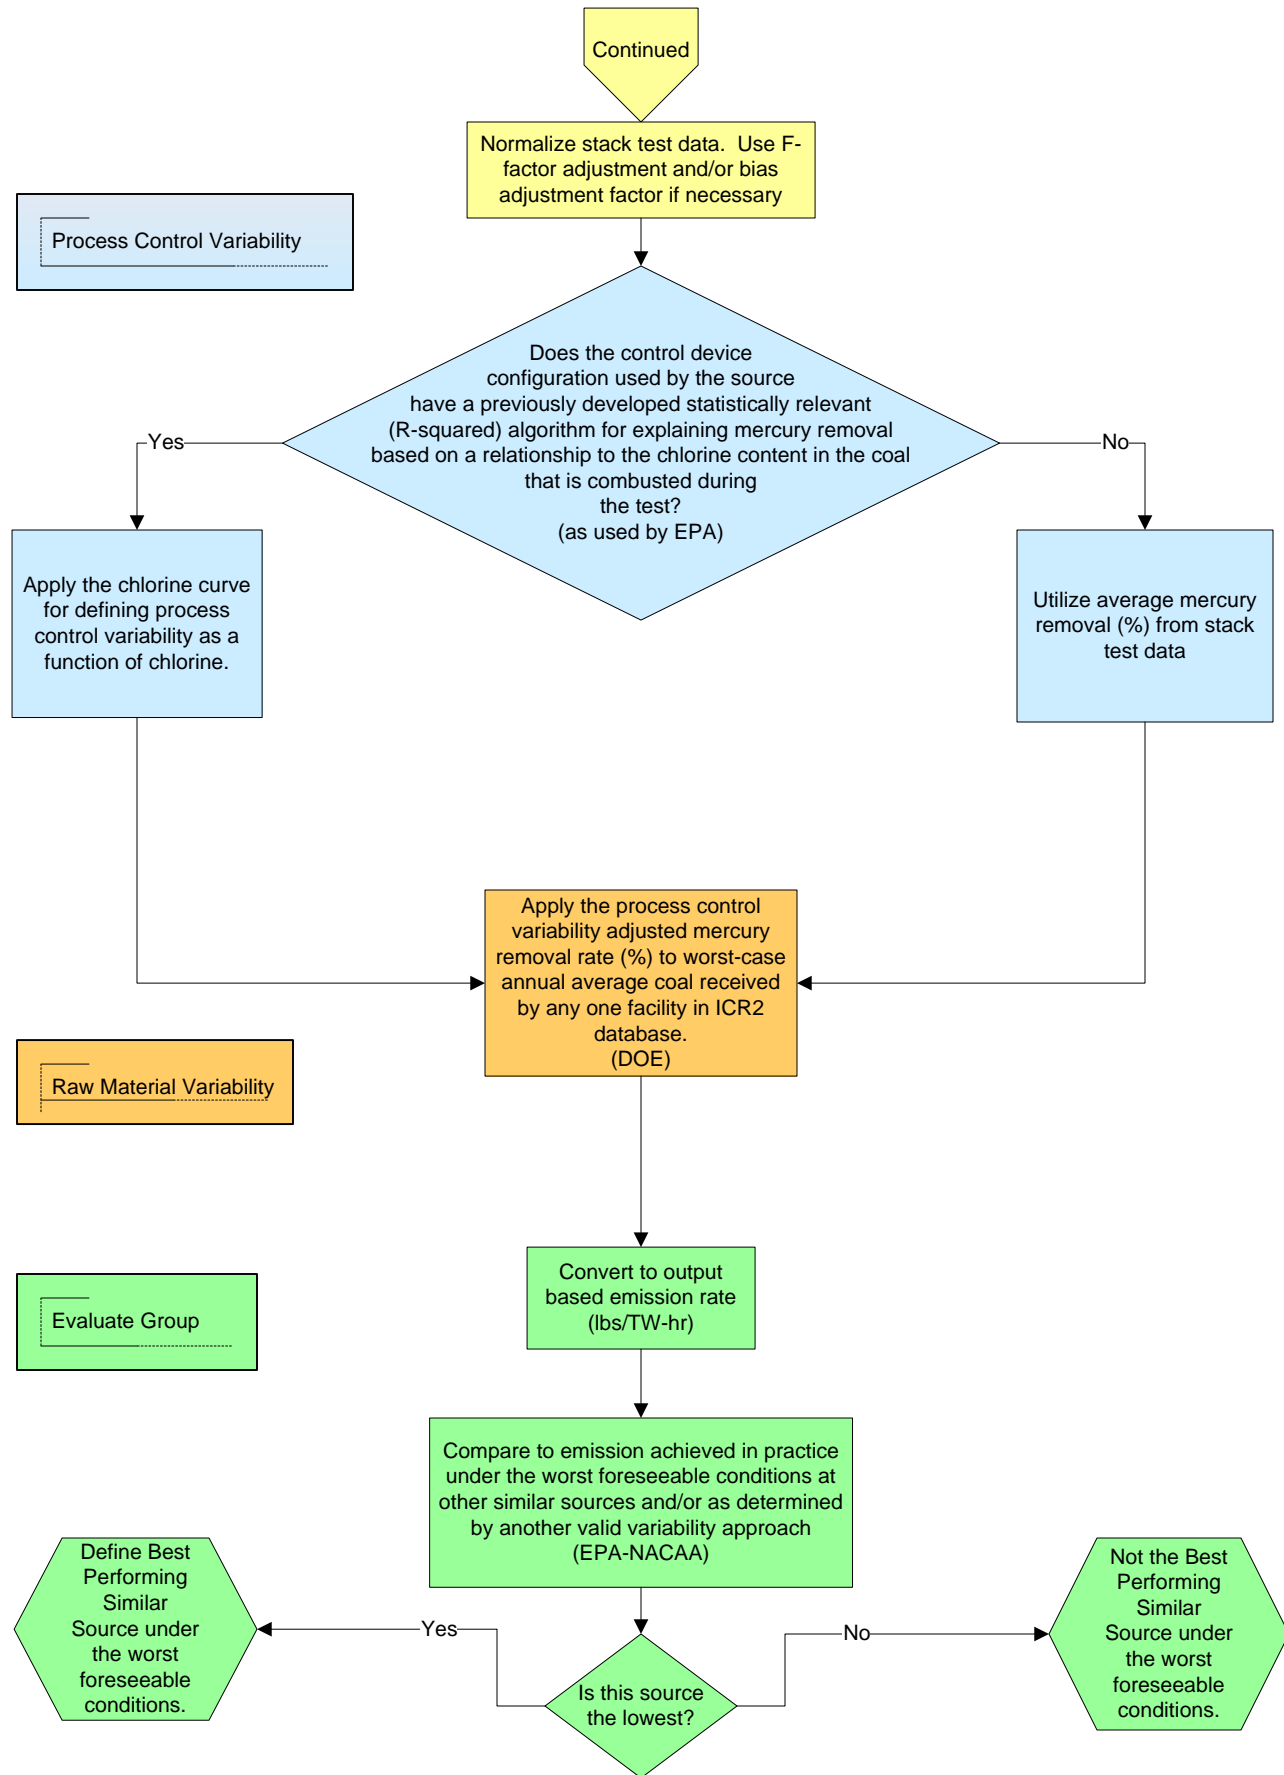 Continued
Normalize stack test data.  Use F-
factor adjustment and/or bias
adjustment factor if necessary
Process Control Variability
Does the control device
configuration used by the source
have a previously developed statistically relevant
(R-squared) algorithm for explaining mercury removal
based on a relationship to the chlorine content in the coal
that is combusted during
the test?
(as used by EPA)
Yes
No
Apply the chlorine curve
for defining process
control variability as a
function of chlorine.
Utilize average mercury
removal (%) from stack
test data
Apply the process control
variability adjusted mercury
removal rate (%) to worst-case
annual average coal received
by any one facility in ICR2
database.
(DOE)
Raw Material Variability
Convert to output
based emission rate
(lbs/TW-hr)
Evaluate Group
Compare to emission achieved in practice
under the worst foreseeable conditions at
other similar sources and/or as determined
by another valid variability approach
(EPA-NACAA)
Define Best
Performing
Similar
Source under
the worst
foreseeable
conditions.
Yes
Is this source
the lowest?
No
Not the Best
Performing
Similar
Source under
the worst
foreseeable
conditions.